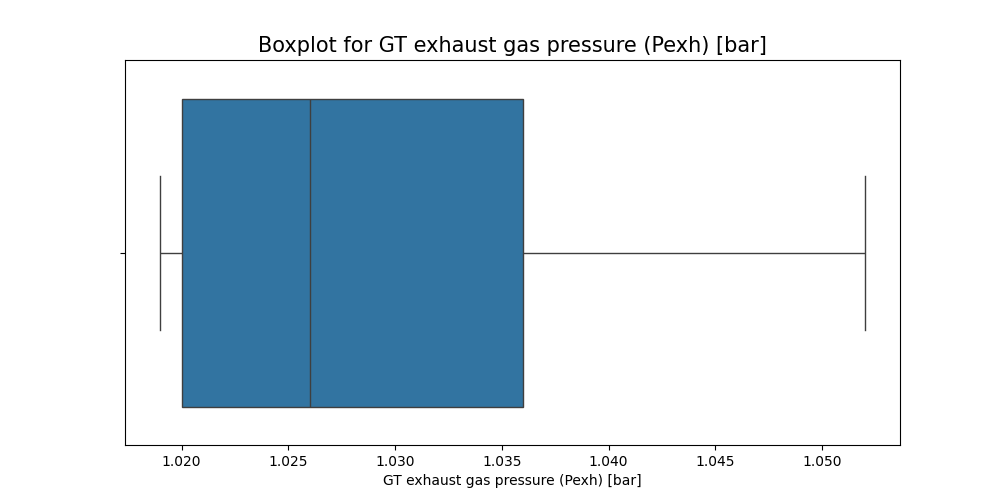 Boxplot for GT exhaust gas pressure (Pexh) [bar]
1.020 1.025 1.030 1.035 1.040 1.045 1.050
GT exhaust gas pressure (Pexh) [bar]